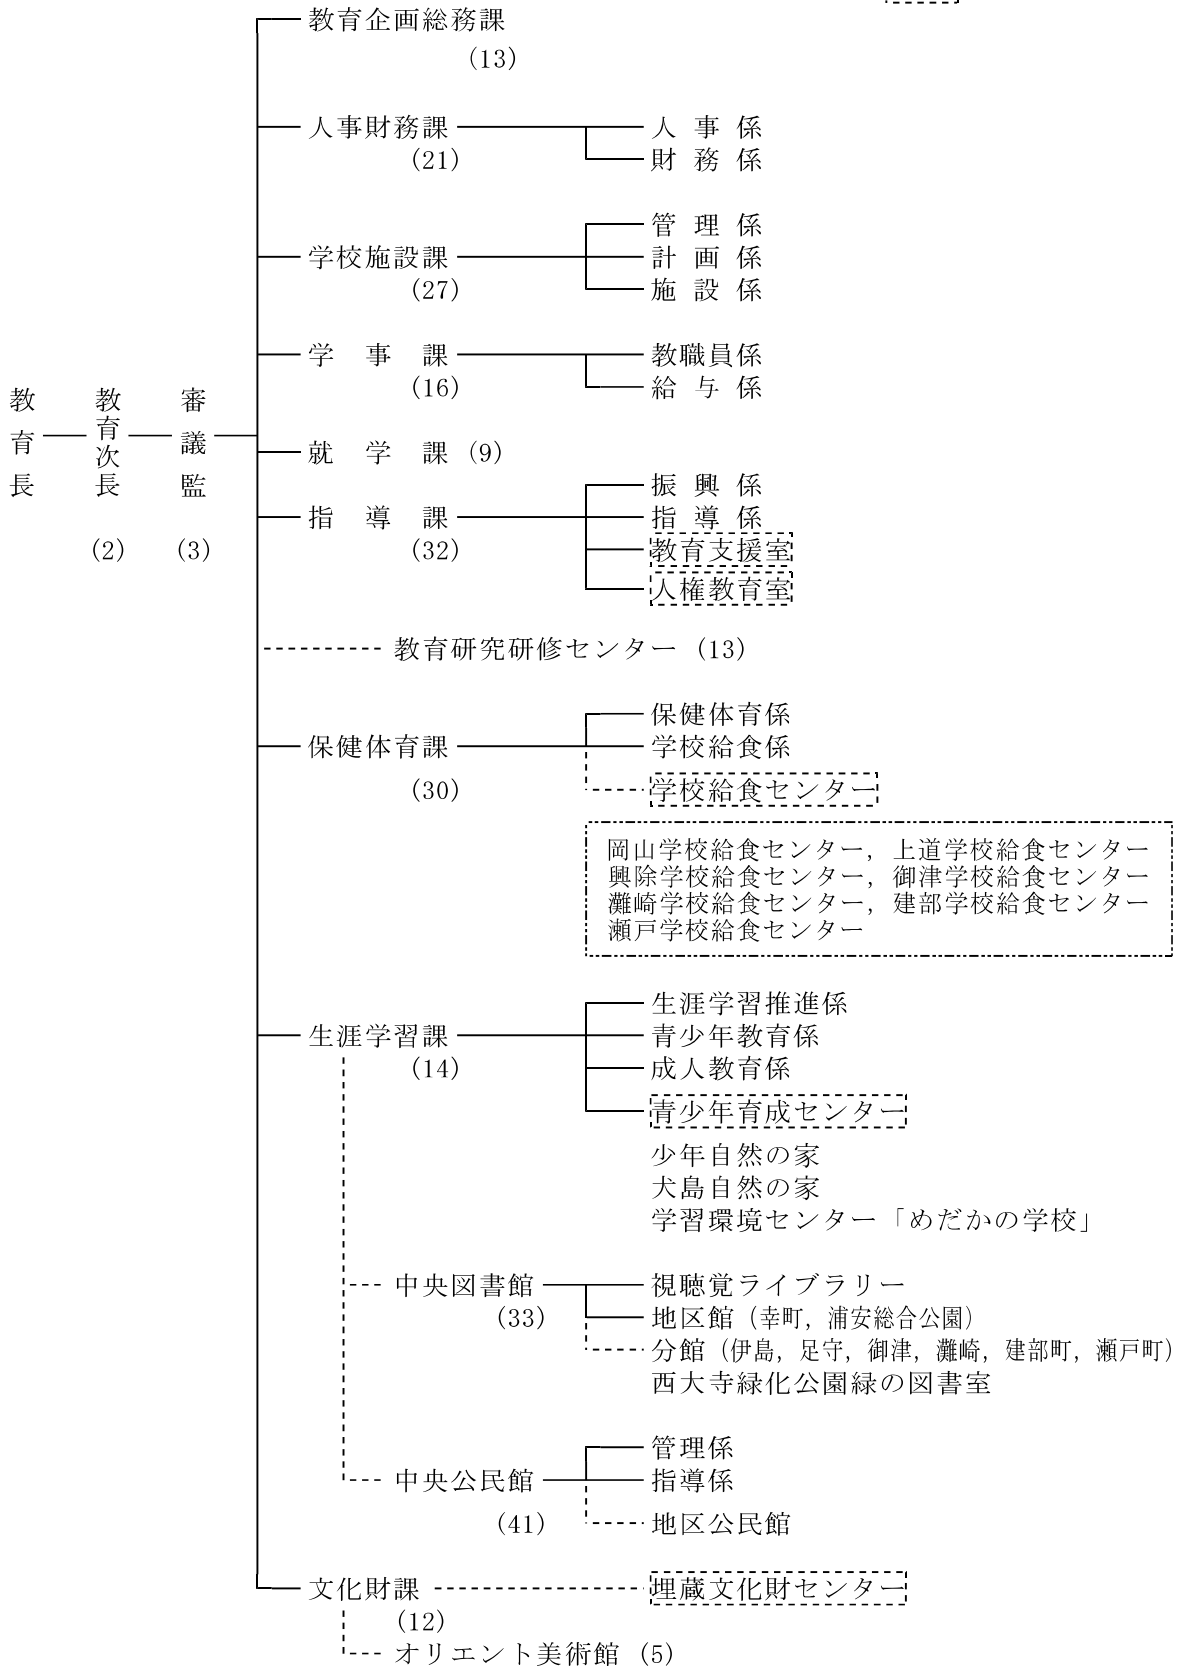 教育長
教育次長
(2)
審議監
(3)
教育企画総務課
(13)
人事財務課
(21)
人事係
財務係
学校施設課
(27)
管理係
計画係
施設係
学事課
(16)
教職員係
給与係
就学課 (9)
指導課
(32)
振興係
指導係
教育支援室
人権教育室
教育研究研修センター (13)
保健体育課
(30)
保健体育係
学校給食係
学校給食センター
岡山学校給食センター，上道学校給食センター
興除学校給食センター，御津学校給食センター
灘崎学校給食センター，建部学校給食センター
瀬戸学校給食センター
生涯学習課
(14)
生涯学習推進係
青少年教育係
成人教育係
青少年育成センター
少年自然の家
犬島自然の家
学習環境センター「めだかの学校」
中央図書館
(33)
視聴覚ライブラリー
地区館（幸町，浦安総合公園）
分館（伊島，足守，御津，灘崎，建部町，瀬戸町）
西大寺緑化公園緑の図書室
中央公民館
(41)
管理係
指導係
地区公民館
文化財課
(12)
埋蔵文化財センター
オリエント美術館 (5)